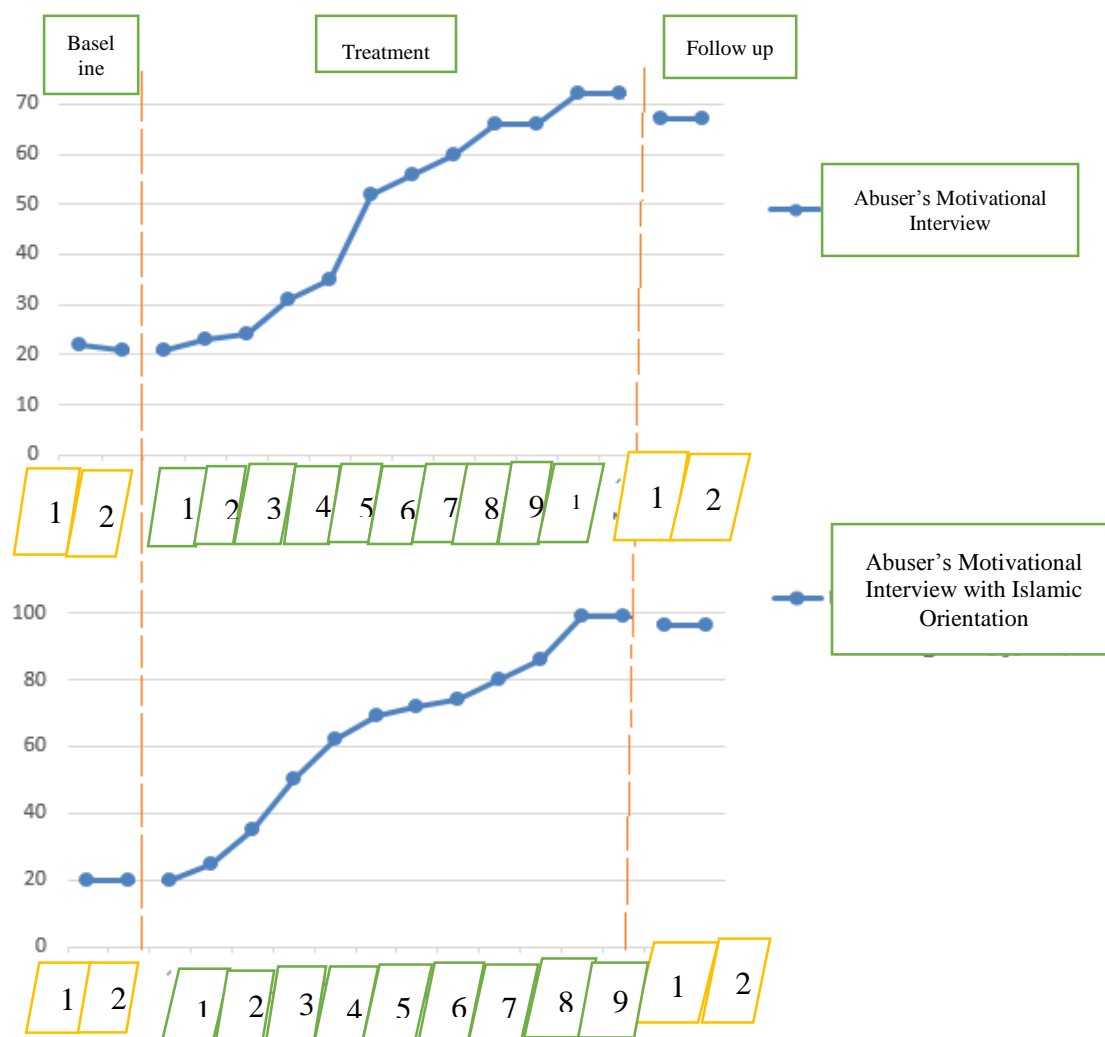 Basel
ine
Treatment
Follow up
70
60
50
40
30
20
10
0
Abuser's Motivational
Interview
1 2 1 2 3 4 5 6 7 8 9 1 1 2
100
80
60
40
20
0
Abuser's Motivational
Interview with Islamic
Orientation
1 2 1 2 3 4 5 6 7 8 9 1 2